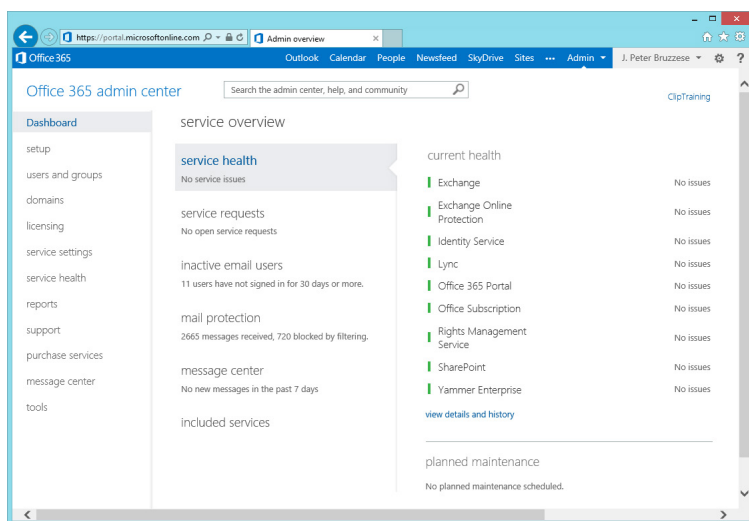 https://portal.microsoftonline.com
Admin overview
Office 365
Outlook Calendar People Newsfeed SkyDrive Sites ••• Admin J. Peter Bruzzese ?
Office 365 admin center
Search the admin center, help, and community
ClipTraining
Dashboard
setup
users and groups
domains
licensing
service settings
service health
reports
support
purchase services
message center
tools
service overview
service health
No service issues
service requests
No open service requests
inactive email users
11 users have not signed in for 30 days or more.
mail protection
2665 messages received, 720 blocked by filtering.
message center
No new messages in the past 7 days
included services
current health
Exchange No issues
Exchange Online
Protection No issues
Identity Service No issues
Lync No issues
Office 365 Portal No issues
Office Subscription No issues
Rights Management
Service No issues
SharePoint No issues
Yammer Enterprise No issues
view details and history
planned maintenance
No planned maintenance scheduled.